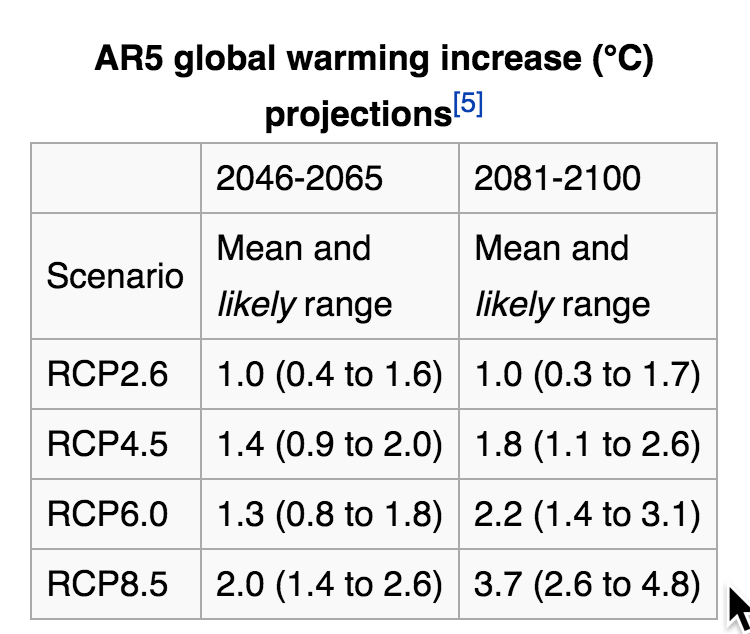 AR5 global warming increase (°C)
projections[5]
2046-2065 2081-2100
Scenario Mean and likely range Mean and likely range
RCP2.6 1.0 (0.4 to 1.6) 1.0 (0.3 to 1.7)
RCP4.5 1.4 (0.9 to 2.0) 1.8 (1.1 to 2.6)
RCP6.0 1.3 (0.8 to 1.8) 2.2 (1.4 to 3.1)
RCP8.5 2.0 (1.4 to 2.6) 3.7 (2.6 to 4.8)